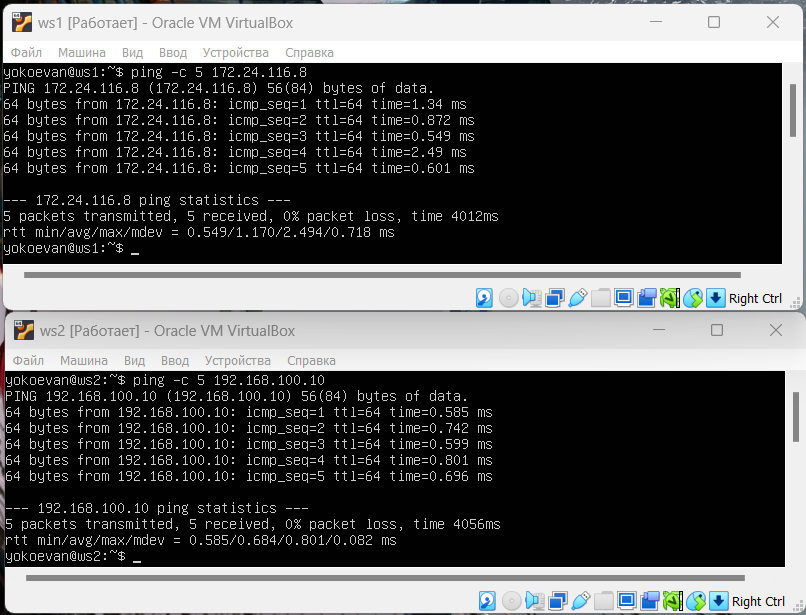 ws1 [Работает] - Oracle VM VirtualBox
Файл Машина Вид Ввод Устройства Справка
yokoevan@ws1:~$ ping -c 5 172.24.116.8
PING 172.24.116.8 (172.24.116.8) 56(84) bytes of data.
64 bytes from 172.24.116.8: icmp_seq=1 ttl=64 time=1.34 ms
64 bytes from 172.24.116.8: icmp_seq=2 ttl=64 time=0.872 ms
64 bytes from 172.24.116.8: icmp_seq=3 ttl=64 time=0.549 ms
64 bytes from 172.24.116.8: icmp_seq=4 ttl=64 time=2.49 ms
64 bytes from 172.24.116.8: icmp_seq=5 ttl=64 time=0.601 ms
--- 172.24.116.8 ping statistics ---
5 packets transmitted, 5 received, 0% packet loss, time 4012ms
rtt min/avg/max/mdev = 0.549/1.170/2.494/0.718 ms
yokoevan@ws1:~$ _
Right Ctrl
ws2 [Работает] - Oracle VM VirtualBox
Файл Машина Вид Ввод Устройства Справка
yokoevan@ws2:~$ ping -c 5 192.168.100.10
PING 192.168.100.10 (192.168.100.10) 56(84) bytes of data.
64 bytes from 192.168.100.10: icmp_seq=1 ttl=64 time=0.585 ms
64 bytes from 192.168.100.10: icmp_seq=2 ttl=64 time=0.742 ms
64 bytes from 192.168.100.10: icmp_seq=3 ttl=64 time=0.599 ms
64 bytes from 192.168.100.10: icmp_seq=4 ttl=64 time=0.801 ms
64 bytes from 192.168.100.10: icmp_seq=5 ttl=64 time=0.696 ms
--- 192.168.100.10 ping statistics ---
5 packets transmitted, 5 received, 0% packet loss, time 4056ms
rtt min/avg/max/mdev = 0.585/0.684/0.801/0.082 ms
yokoevan@ws2:~$ _
Right Ctrl